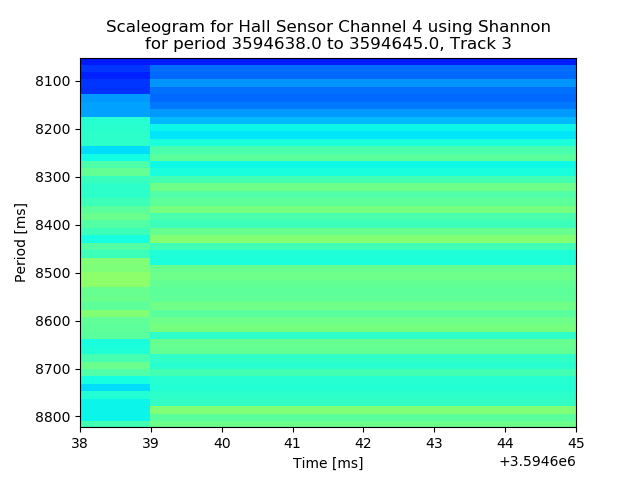 Scaleogram for Hall Sensor Channel 4 using Shannon
for period 3594638.0 to 3594645.0, Track 3
8100
8200
8300
8400
8500
8600
8700
8800
Period [ms]
38 39 40 41 42 43 44 45
Time [ms]
+3.5946e6